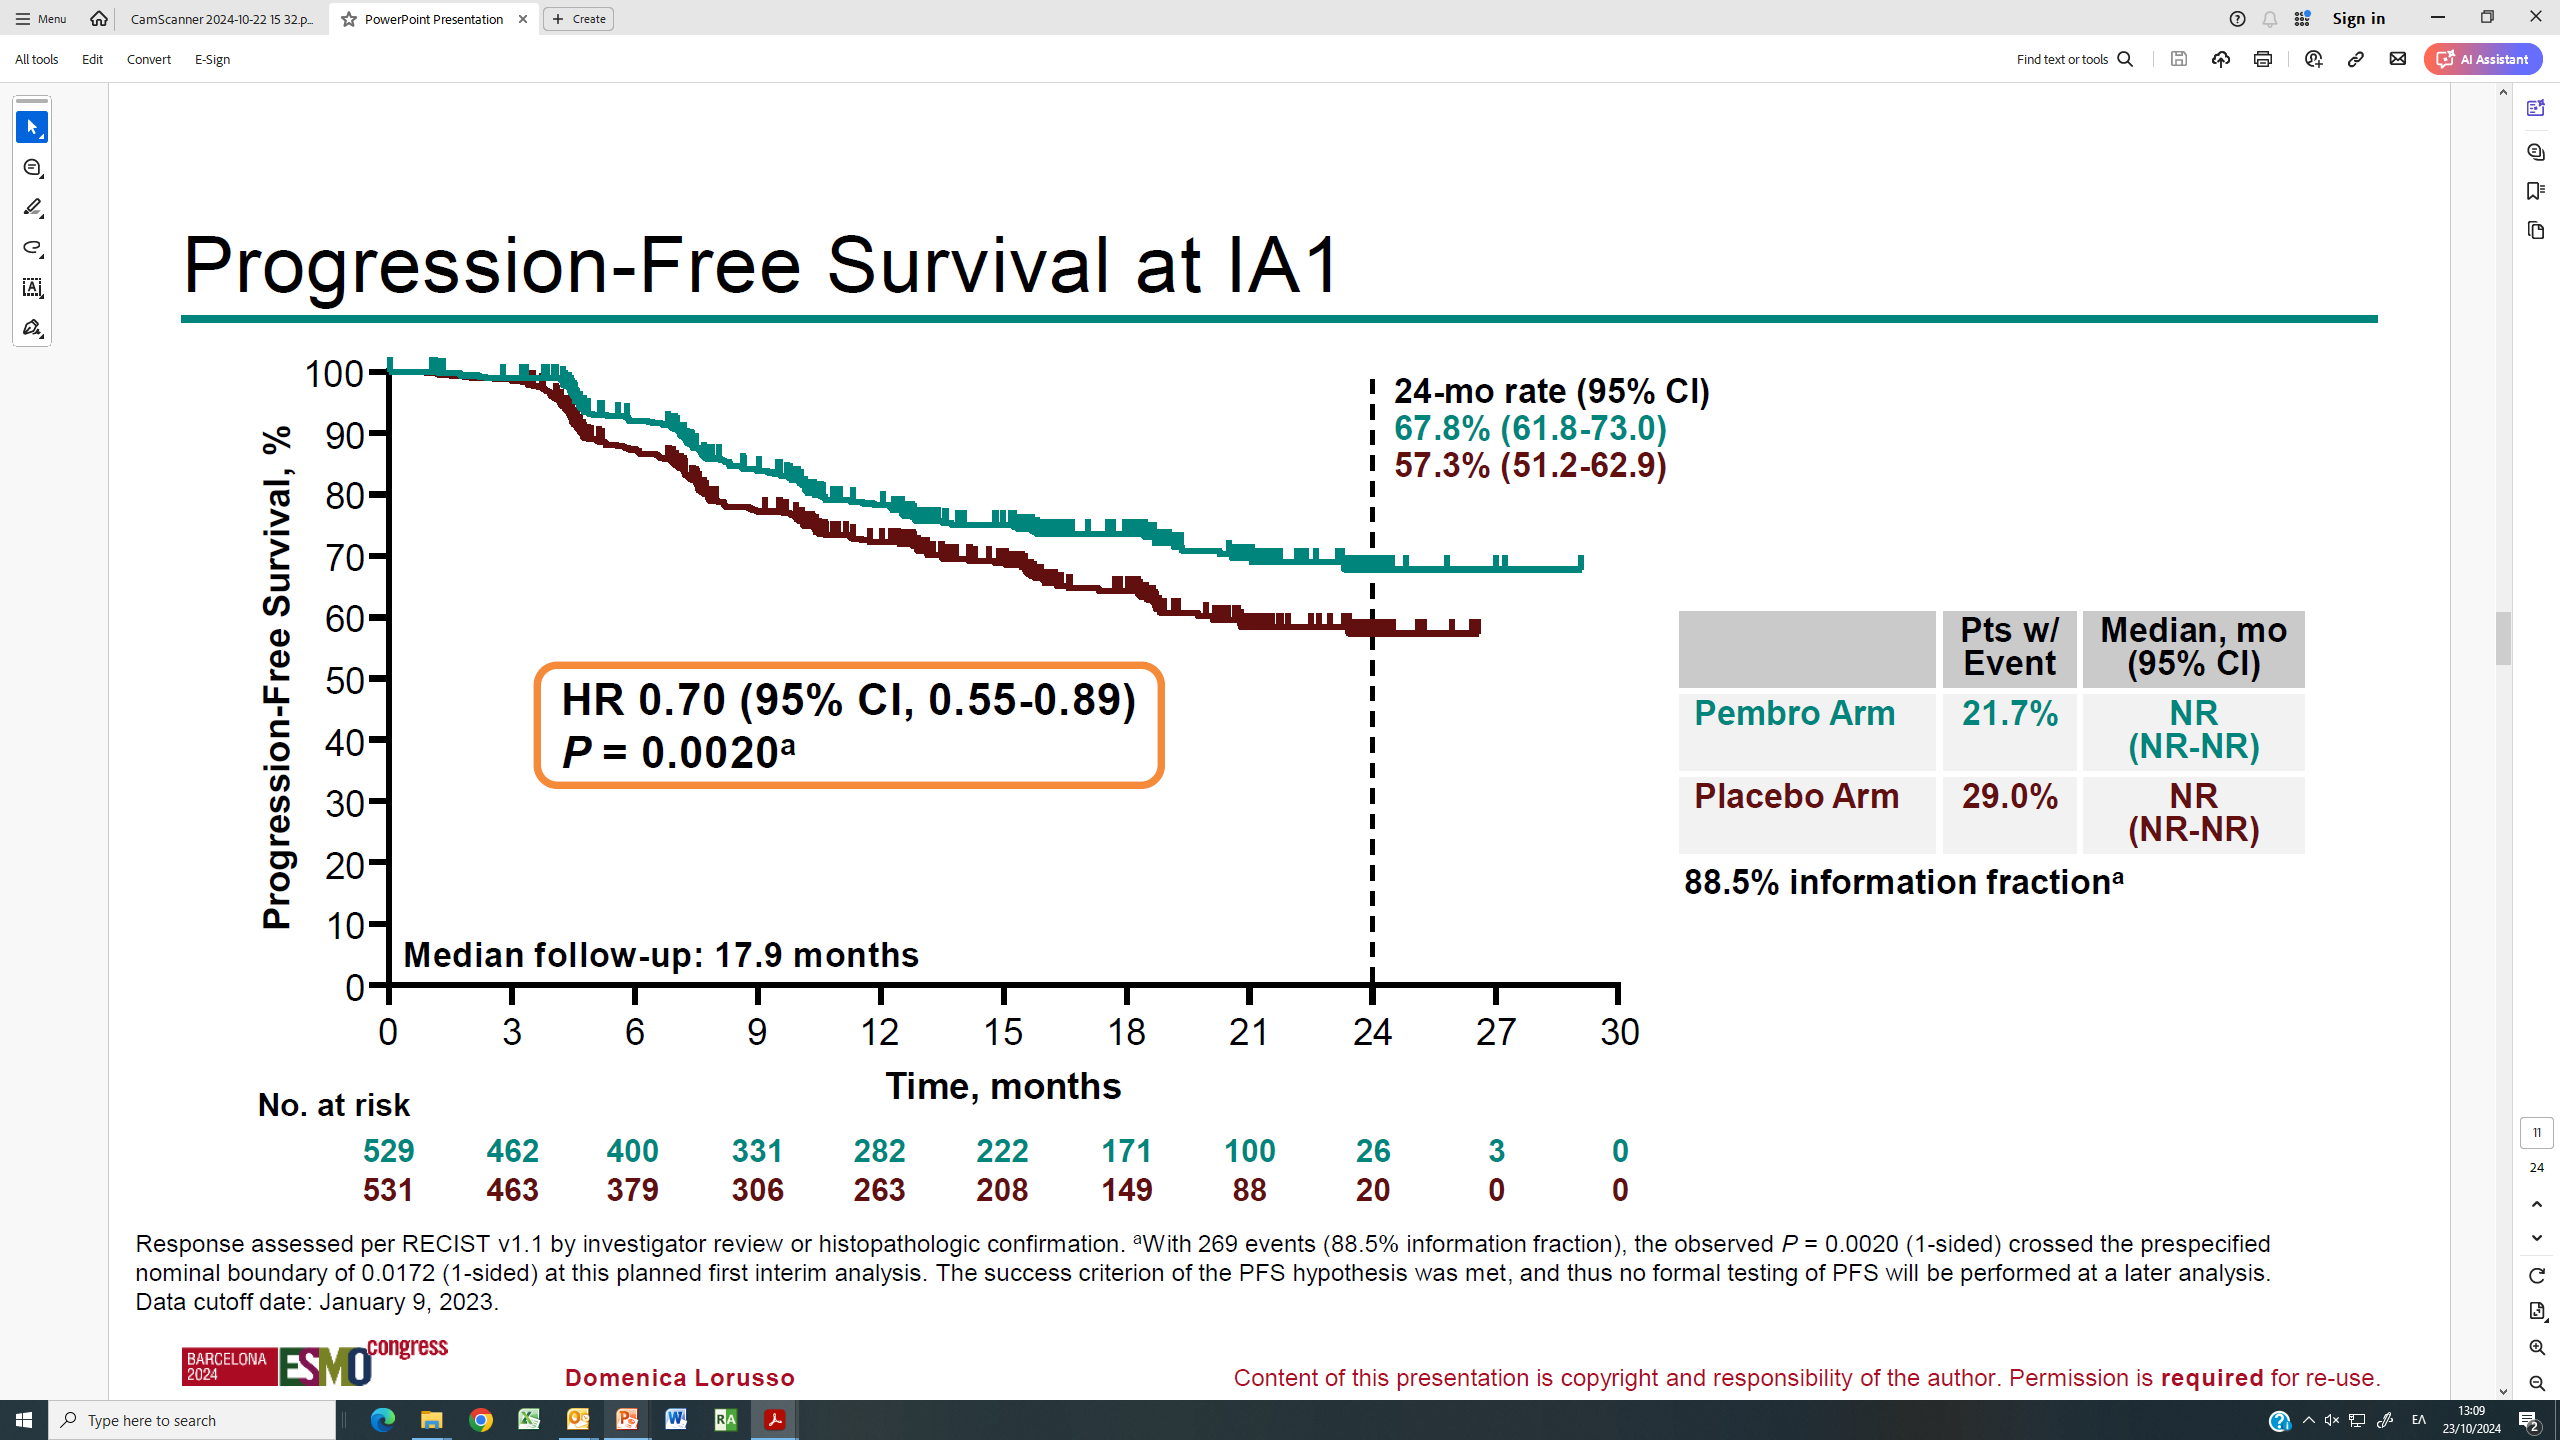 Menu
CamScanner 2024-10-22 15 32.p...
PowerPoint Presentation
Create
Sign in
All tools
Edit
Convert
E-Sign
Find text or tools
AI Assistant
Progression-Free Survival at IA1
Progression-Free Survival, %
100
90
80
70
60
50
40
30
20
10
0
24-mo rate (95% CI)
67.8% (61.8-73.0)
57.3% (51.2-62.9)
HR 0.70 (95% CI, 0.55-0.89)
P = 0.0020ᵃ
Median follow-up: 17.9 months
0 3 6 9 12 15 18 21 24 27 30
Time, months
Pts w/ Event
Median, mo (95% CI)
Pembro Arm 21.7% NR (NR-NR)
Placebo Arm 29.0% NR (NR-NR)
88.5% information fractionᵃ
No. at risk
529 462 400 331 282 222 171 100 26 3 0
531 463 379 306 263 208 149 88 20 0 0
Response assessed per RECIST v1.1 by investigator review or histopathologic confirmation. ᵃWith 269 events (88.5% information fraction), the observed P = 0.0020 (1-sided) crossed the prespecified
nominal boundary of 0.0172 (1-sided) at this planned first interim analysis. The success criterion of the PFS hypothesis was met, and thus no formal testing of PFS will be performed at a later analysis.
Data cutoff date: January 9, 2023.
BARCELONA
2024
ESMO congress
Domenica Lorusso
Content of this presentation is copyright and responsibility of the author. Permission is required for re-use.
11
24
Type here to search
RA
ΕΛ
13:09
23/10/2024
2